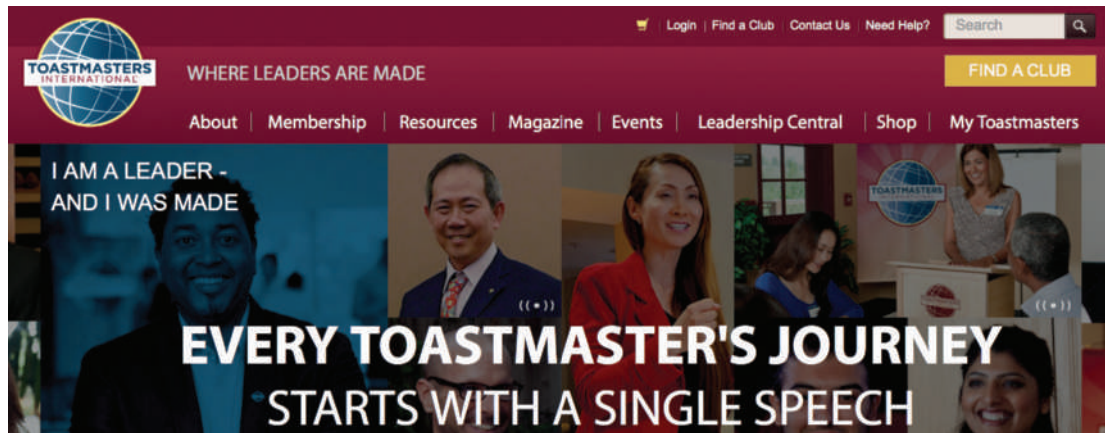 Login | Find a Club | Contact Us | Need Help? Search
TOASTMASTERS
INTERNATIONAL
WHERE LEADERS ARE MADE
FIND A CLUB
About | Membership | Resources | Magazine | Events | Leadership Central | Shop | My Toastmasters
I AM A LEADER -
AND I WAS MADE
TOASTMASTERS
EVERY TOASTMASTER'S JOURNEY
STARTS WITH A SINGLE SPEECH